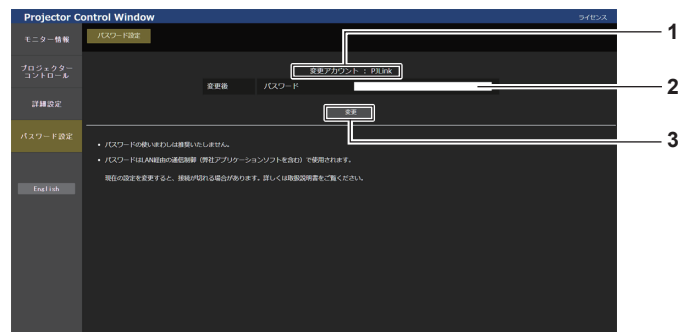 Projector Control Window
ライセンス
モニター情報
プロジェクター
コントロール
詳細設定
パスワード設定
English
パスワード設定
変更アカウント : PJLink
変更後 パスワード
変更
• パスワードの使いまわしは推奨いたしません。
• パスワードはLAN経由の通信制御（弊社アプリケーションソフトを含む）で使用されます。
現在の設定を変更すると、接続が切れる場合があります。詳しくは取扱説明書をご覧ください。
1
2
3